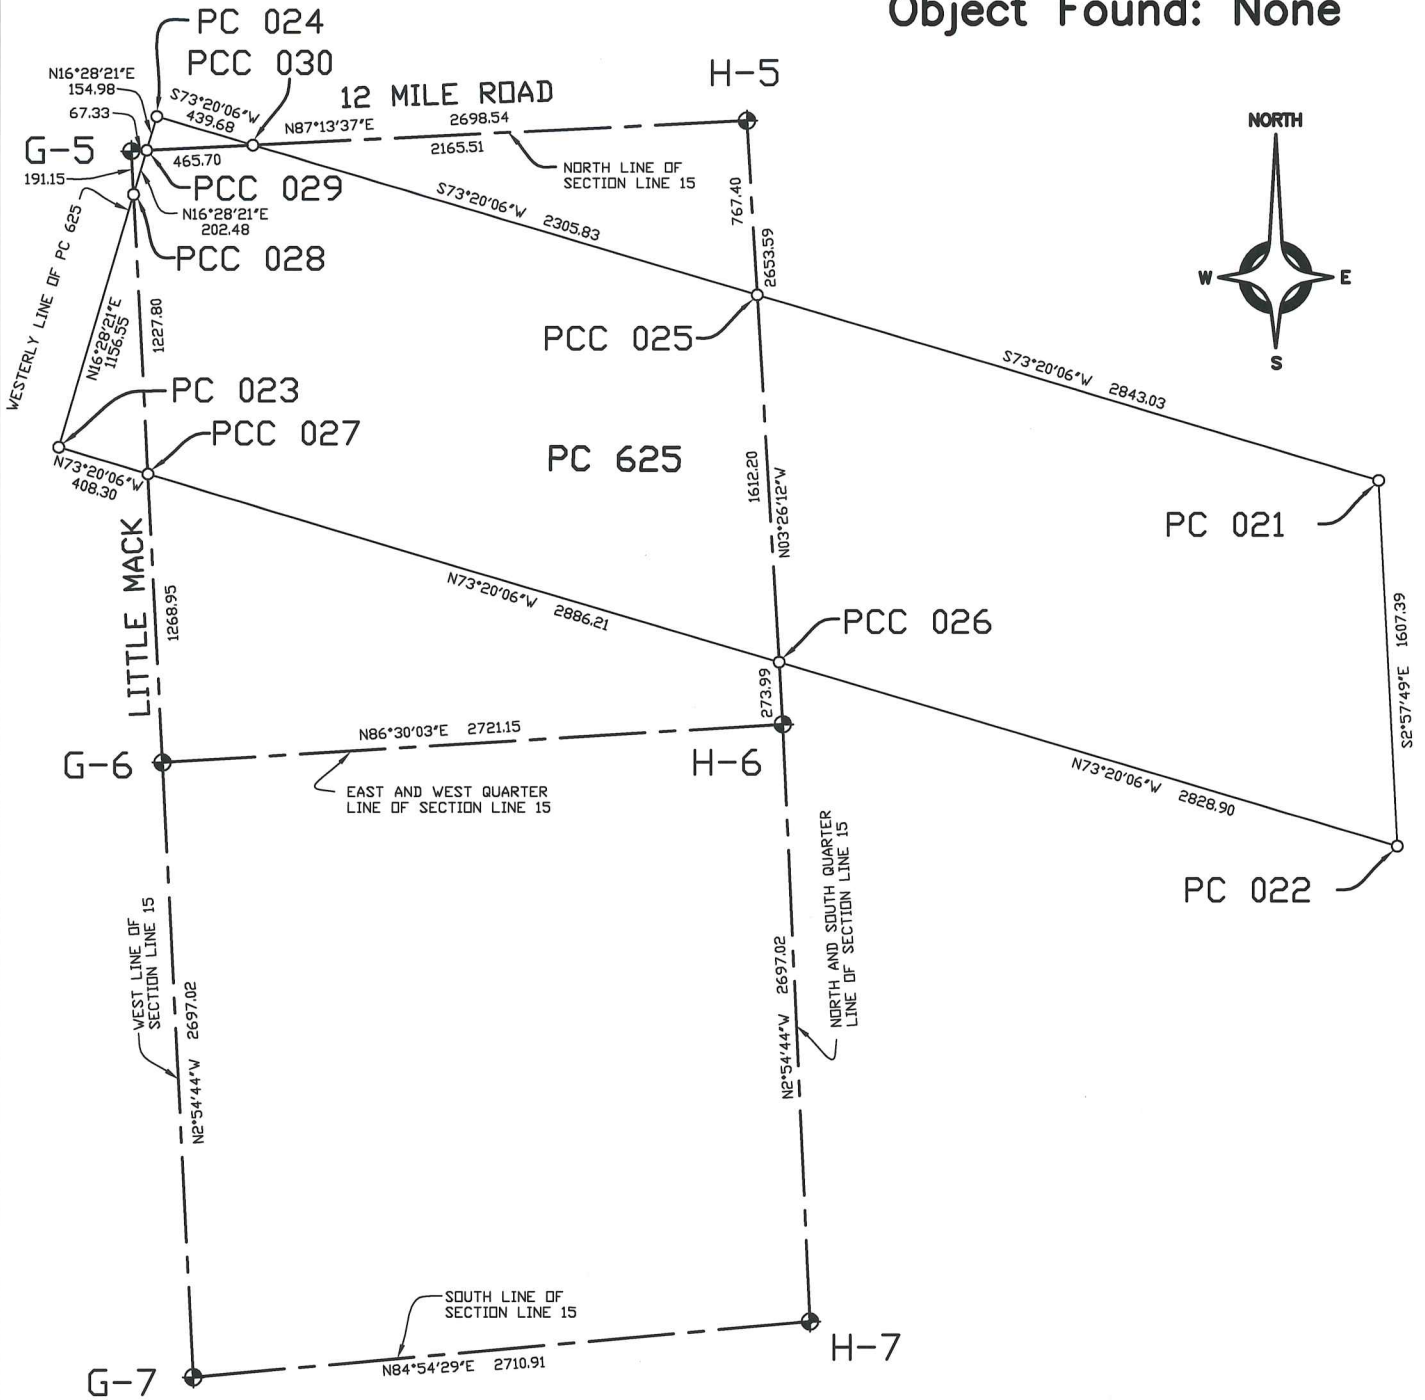 Object Found: None
PC 024
PCC 030
H-5
N16°28'21"E
154.98
67.33
S73°20'06"W
439.68
12 MILE ROAD
N87°13'37"E
2698.54
2165.51
NORTH LINE OF
SECTION LINE 15
G-5
191.15
465.70
PCC 029
N16°28'21"E
202.48
PCC 028
WESTERLY LINE OF PC 625
N16°28'21"E
1156.55
1227.80
S73°20'06"W 2305.83
767.40
2653.59
NORTH
W
E
S
PCC 025
S73°20'06"W 2843.03
PC 023
PCC 027
N73°20'06"W
408.30
PC 625
1612.20
N03°26'12"W
PC 021
LITTLE MACK
1268.95
N73°20'06"W 2886.21
PCC 026
273.99
S2°57'49"E 1607.39
G-6
N86°30'03"E 2721.15
H-6
EAST AND WEST QUARTER
LINE OF SECTION LINE 15
N73°20'06"W 2828.90
PC 022
WEST LINE OF
SECTION LINE 15
N2°54'44"W 2697.02
N2°54'44"W 2697.02
NORTH AND SOUTH QUARTER
LINE OF SECTION LINE 15
SOUTH LINE OF
SECTION LINE 15
N84°54'29"E 2710.91
H-7
G-7